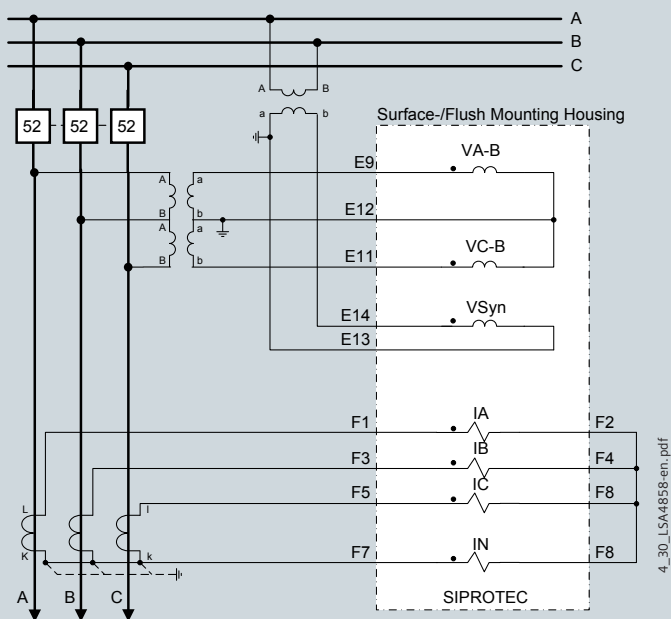 A
B
C
A B
a b
52 52 52
Surface-/Flush Mounting Housing
E9 VA-B
A a
B b
E12
A a
B b
E11 VC-B
E14 VSyn
E13
F1 IA F2
F3 IB F4
F5 IC F8
L l
K k
F7 IN F8
A B C
SIPROTEC
4_30_LSA4858-en.pdf